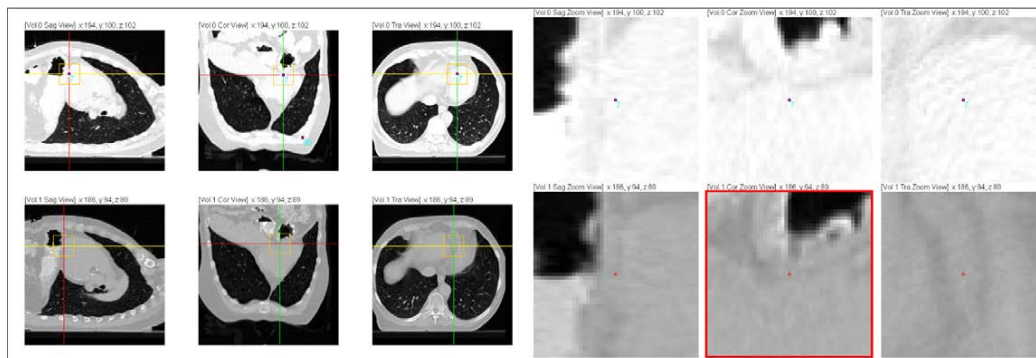 [Vol.0 Sag View] x:194, y:100, z:102
[Vol.0 Cor View] x:194, y:100, z:102
[Vol.0 Tra View] x:194, y:100, z:102
[Vol.0 Sag Zoom View] x:194, y:100, z:102
[Vol.0 Cor Zoom View] x:194, y:100, z:102
[Vol.0 Tra Zoom View] x:194, y:100, z:102
[Vol.1 Sag View] x:186, y:94, z:89
[Vol.1 Cor View] x:186, y:94, z:89
[Vol.1 Tra View] x:186, y:94, z:89
[Vol.1 Sag Zoom View] x:186, y:94, z:89
[Vol.1 Cor Zoom View] x:186, y:94, z:89
[Vol.1 Tra Zoom View] x:186, y:94, z:89